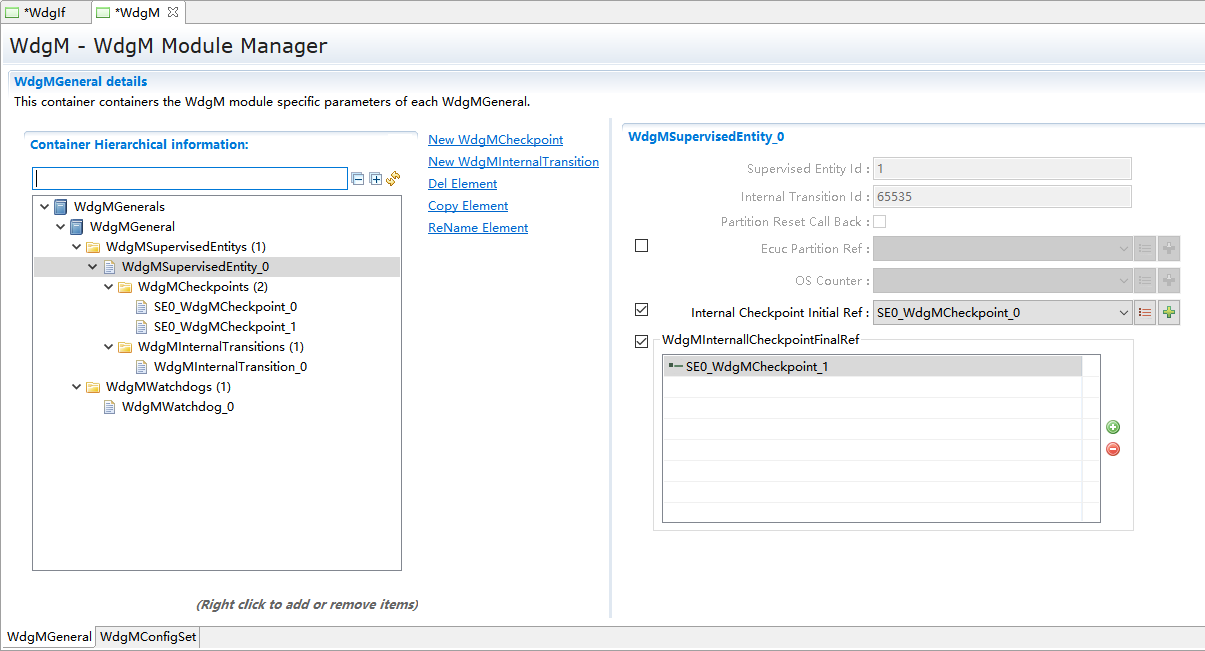 *WdgIf
*WdgM
WdgM - WdgM Module Manager
WdgMGeneral details
This container containers the WdgM module specific parameters of each WdgMGeneral.
Container Hierarchical information:
WdgMGenerals
WdgMGeneral
WdgMSupervisedEntitys (1)
WdgMSupervisedEntity_0
WdgMCheckpoints (2)
SE0_WdgMCheckpoint_0
SE0_WdgMCheckpoint_1
WdgMInternalTransitions (1)
WdgMInternalTransition_0
WdgMWatchdogs (1)
WdgMWatchdog_0
(Right click to add or remove items)
New WdgMCheckpoint
New WdgMInternalTransition
Del Element
Copy Element
ReName Element
WdgMSupervisedEntity_0
Supervised Entity Id : 1
Internal Transition Id : 65535
Partition Reset Call Back :
Ecuc Partition Ref :
OS Counter :
Internal Checkpoint Initial Ref : SE0_WdgMCheckpoint_0
WdgMInternallCheckpointFinalRef
SE0_WdgMCheckpoint_1
WdgMGeneral
WdgMConfigSet